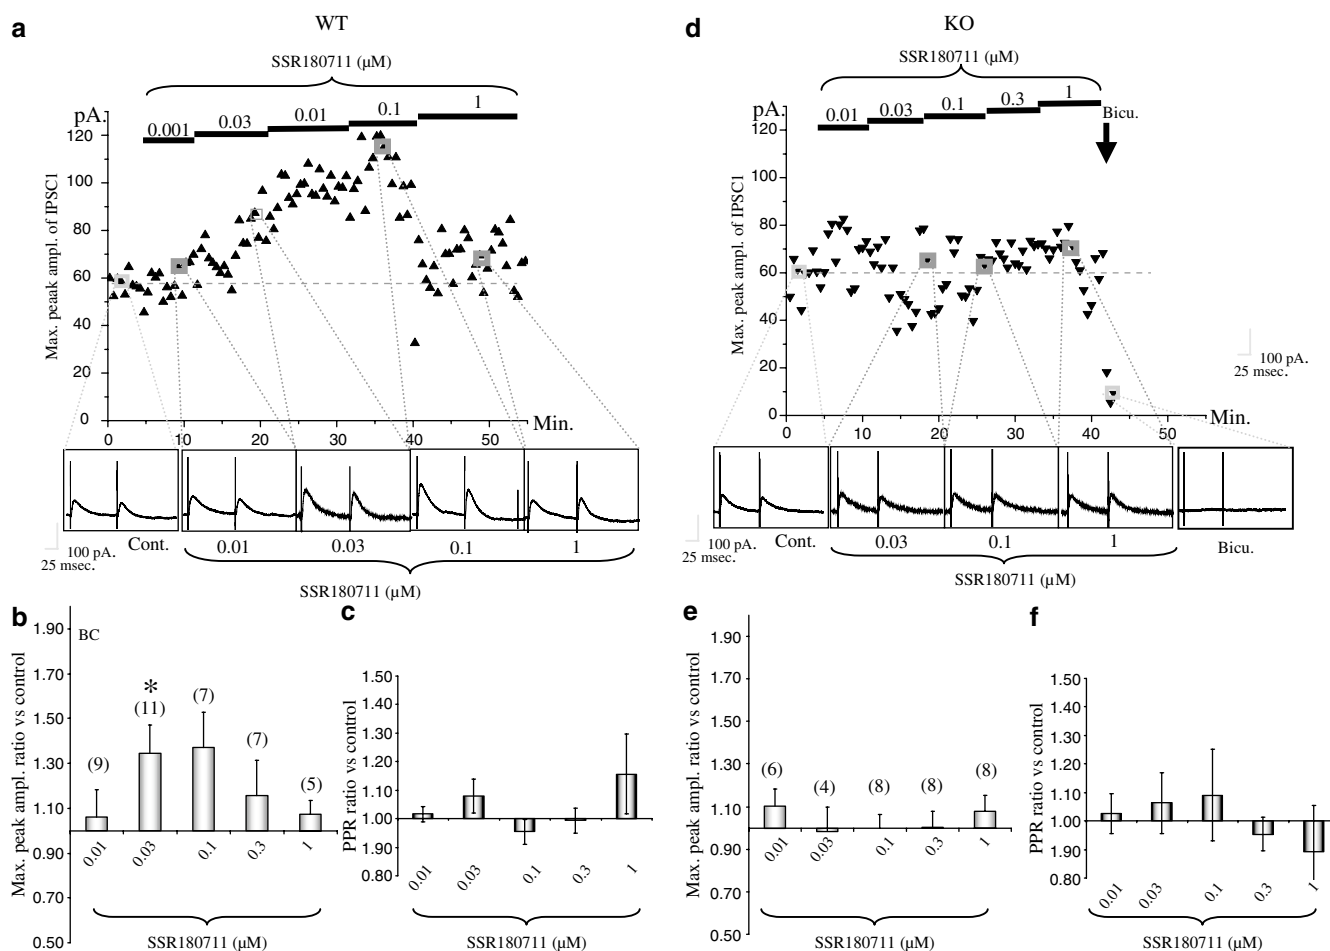 a
WT
SSR180711 (µM)
pA.
0.001
0.03
0.01
0.1
1
120
100
80
60
40
20
0
Max. peaak ampl. of IPSC1
0
10
20
30
40
50
Min.
100 pA.
25 msec.
Cont.
0.01
0.03
0.1
1
SSR180711 (µM)
d
KO
SSR180711 (µM)
pA.
0.01
0.03
0.1
0.3
1
Bicu.
120
100
80
60
40
20
0
Max. peak ampl. of IPSC1
0
10
20
30
40
50
Min.
100 pA.
25 msec.
100 pA.
25 msec.
Cont.
0.03
0.1
1
Bicu.
SSR180711 (µM)
b
BC
Max. peak ampl. ratio vs control
1.90
1.70
1.50
1.30
1.10
0.90
0.70
0.50
(9)
*
(11)
(7)
(7)
(5)
0.01
0.03
0.1
0.3
1
SSR180711 (µM)
c
PPR ratio vs control
1.50
1.20
1.10
1.00
1.90
0.80
0.01
0.03
0.1
0.3
1
SSR180711 (µM)
e
Max. peak ampl. ratio vs control
1.90
1.70
1.50
1.30
1.10
0.90
0.70
0.50
(6)
(4)
(8)
(8)
(8)
0.01
0.03
0.1
0.3
1
SSR180711 (µM)
f
PPR ratio vs control
1.50
1.40
1.20
1.10
1.00
1.90
0.80
0.01
0.03
0.1
0.3
1
SSR180711 (µM)